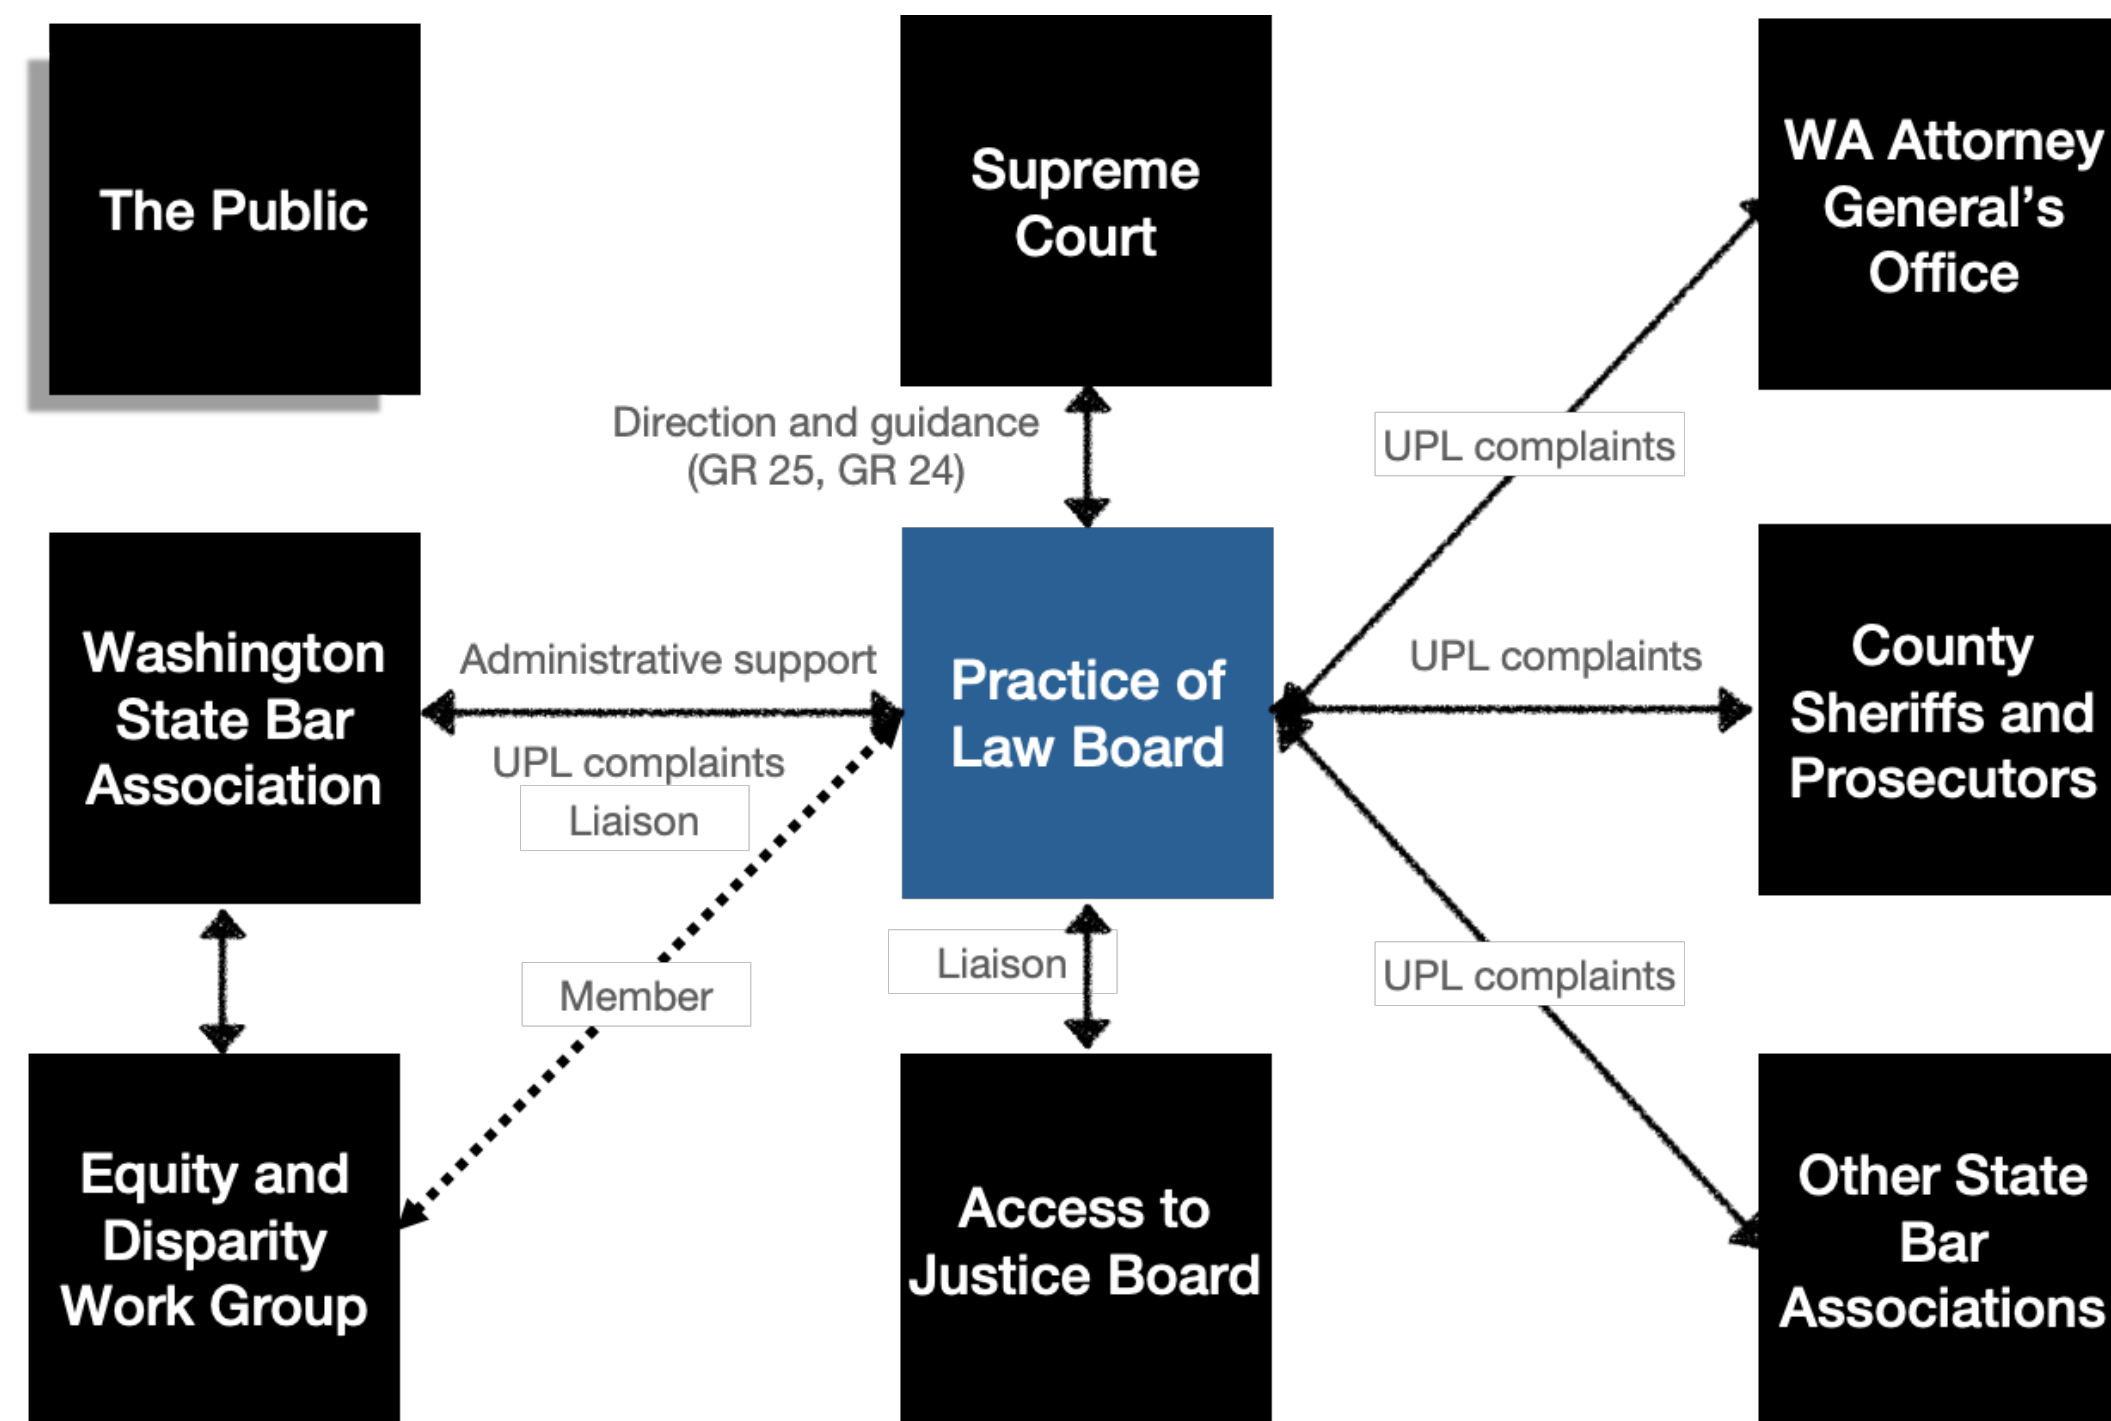 The Public
Supreme
Court
WA Attorney
General’s
Office
Direction and guidance
(GR 25, GR 24)
UPL complaints
Washington
State Bar
Association
Administrative support
UPL complaints
Liaison
Practice of
Law Board
UPL complaints
County
Sheriffs and
Prosecutors
Member
Liaison
UPL complaints
Equity and
Disparity
Work Group
Access to
Justice Board
Other State
Bar
Associations